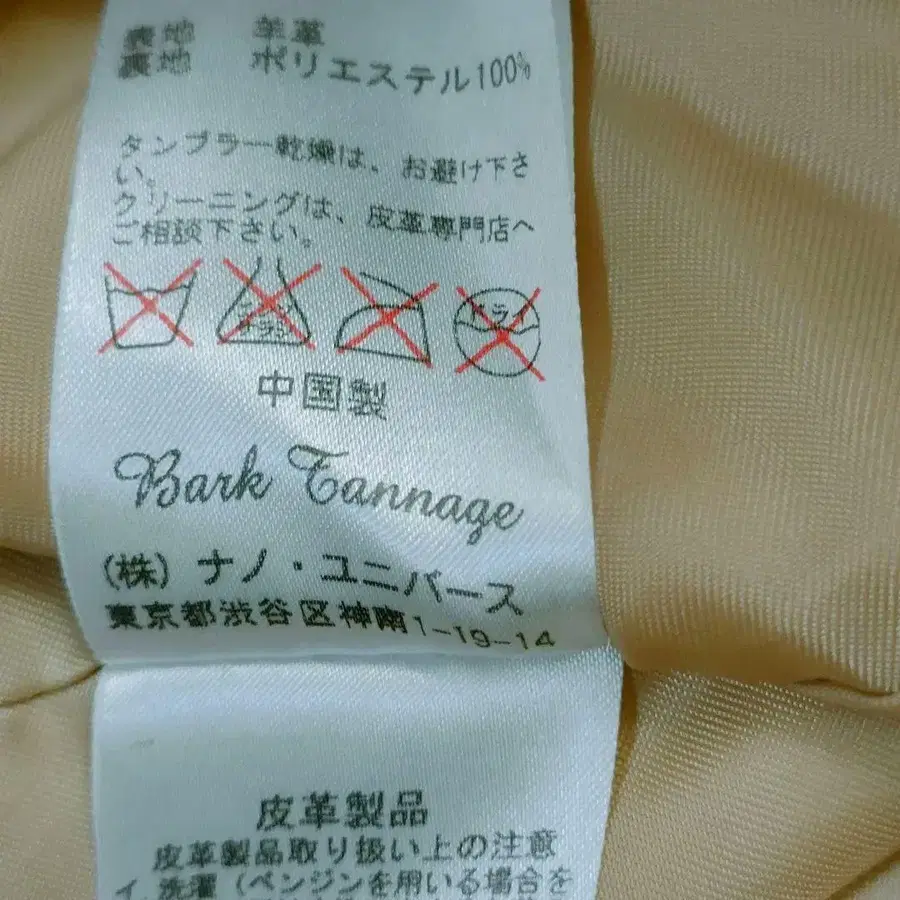 表地 羊革
裏地 ポリエステル100%
タンブラー乾燥は、お避け下さ
い。
クリーニングは、皮革専門店へ
ご相談下さい。
ドライ
中国製
Bark Tannage
(株) ナノ・ユニバース
東京都渋谷区神南1-19-14
皮革製品
皮革製品取り扱い上の注意
イ.洗濯(ベンジンを用いる場合を